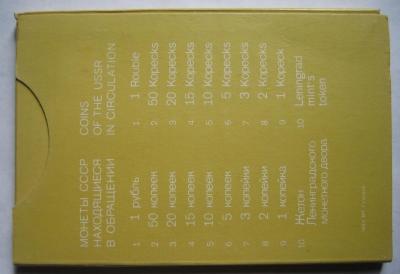 МОНЕТЫ СССР
НАХОДЯЩИЕСЯ
В ОБРАЩЕНИИ
1 1 рубль
2 50 копеек
3 20 копеек
4 15 копеек
5 10 копеек
6 5 копеек
7 3 копейки
8 2 копейки
9 1 копейка
10 Жетон
Ленинградского
монетного двора
COINS
OF THE USSR
IN CIRCULATION
1 1 Rouble
2 50 Kopecks
3 20 Kopecks
4 15 Kopecks
5 10 Kopecks
6 5 Kopecks
7 3 Kopecks
8 2 Kopecks
9 1 Kopeck
10 Leningrad
mint's
token